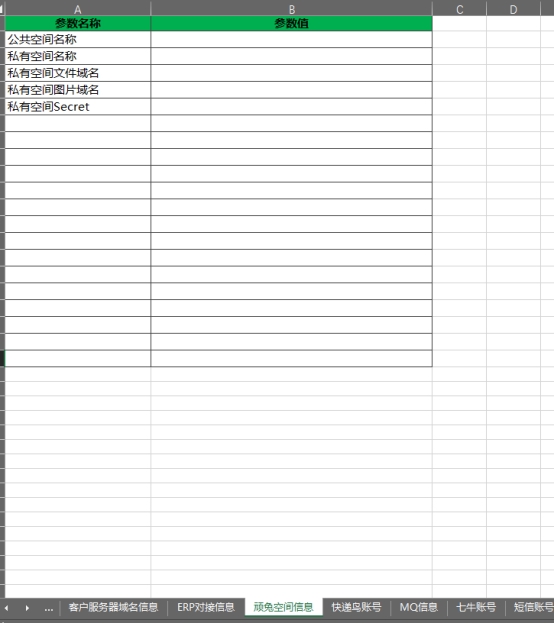 A B C D
参数名称 参数值
公共空间名称
私有空间名称
私有空间文件域名
私有空间图片域名
私有空间Secret
... 客户服务器域名信息 ERP对接信息 顽兔空间信息 快递鸟账号 MQ信息 七牛账号 短信账号